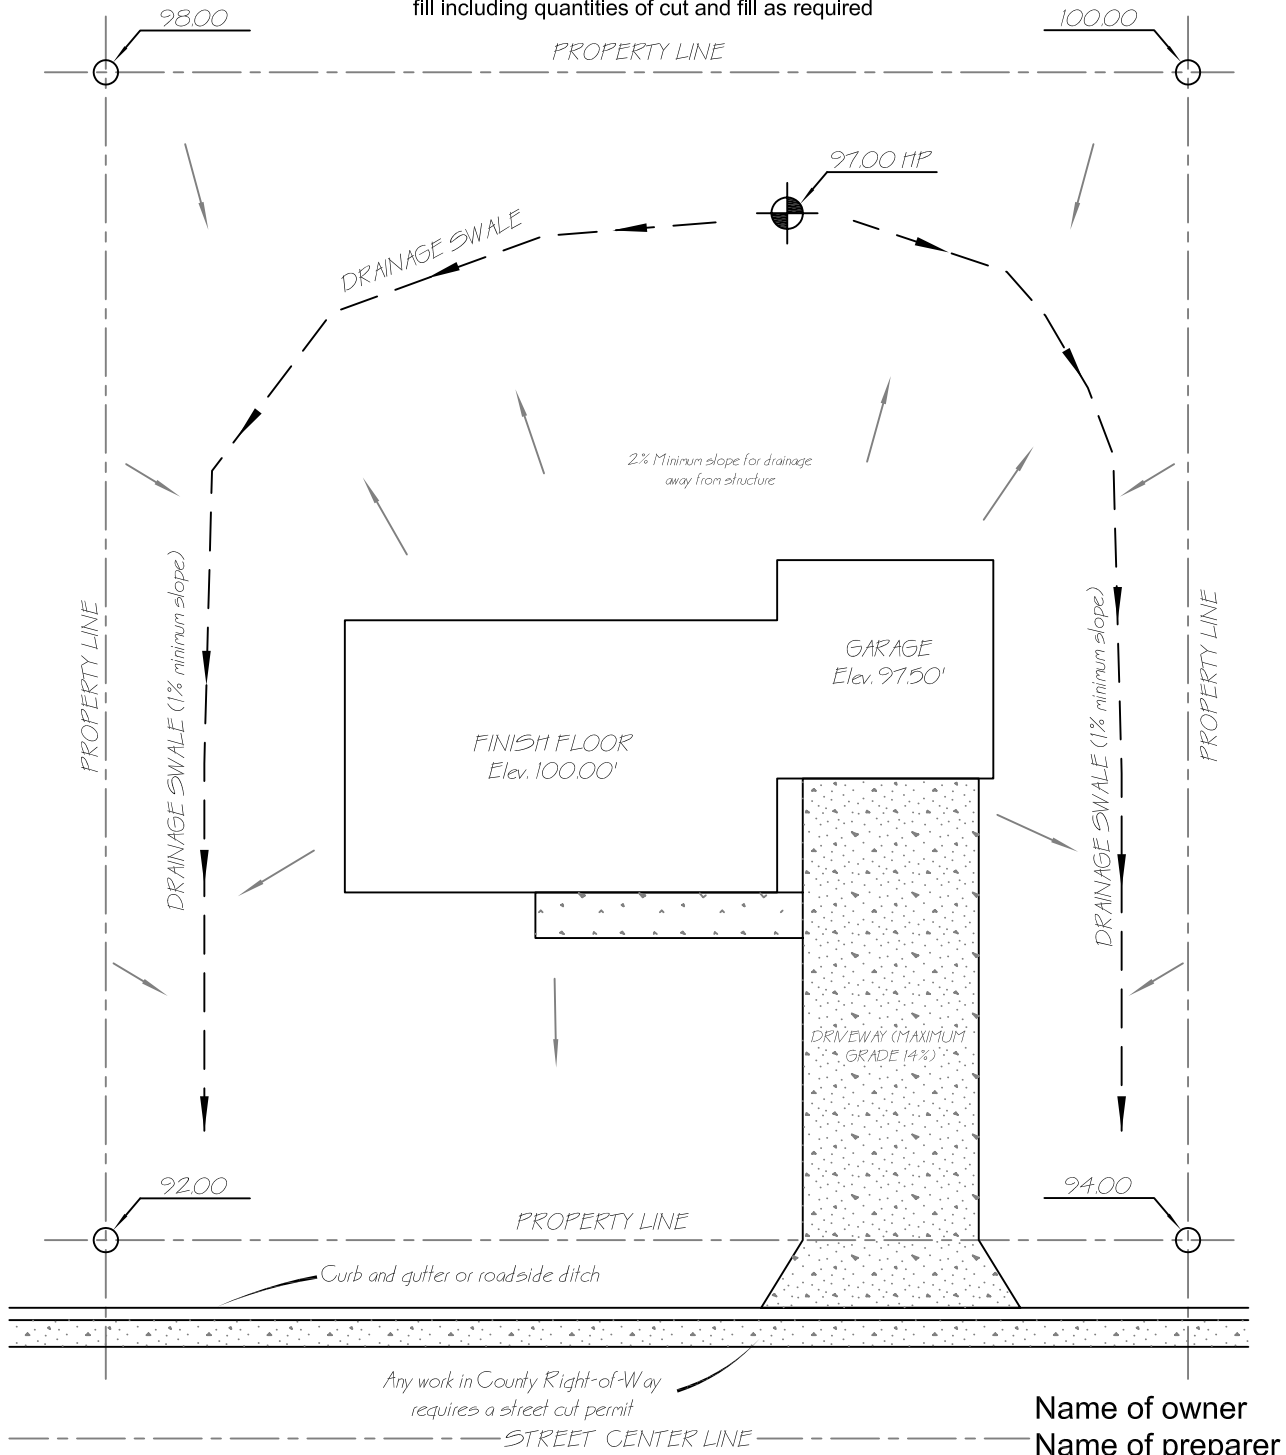 fill including quantities of cut and fill as required
98.00
100.00
PROPERTY LINE
97.00 HP
DRAINAGE SWALE
2% Minimum slope for drainage
away from structure
PROPERTY LINE
DRAINAGE SWALE (1% minimum slope)
GARAGE
Elev. 97.50'
FINISH FLOOR
Elev. 100.00'
DRAINAGE SWALE (1% minimum slope)
PROPERTY LINE
DRIVEWAY (MAXIMUM
GRADE 14%)
92.00
94.00
PROPERTY LINE
Curb and gutter or roadside ditch
Any work in County Right-of-Way
requires a street cut permit
STREET CENTER LINE
Name of owner
Name of preparer